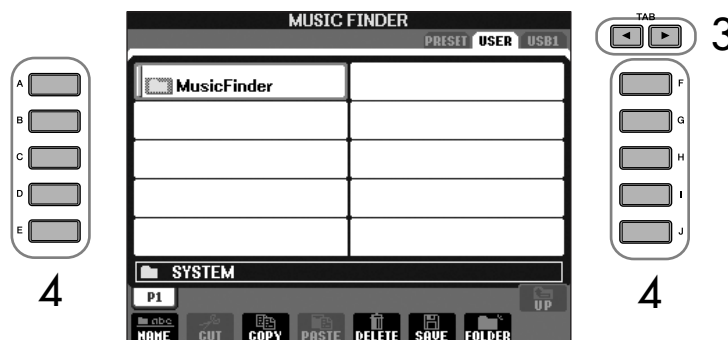 MUSIC FINDER
PRESET USER USB1
TAB
3
MusicFinder
A
B
C
D
E
F
G
H
I
J
4
4
SYSTEM
P1
UP
abc
NAME CUT COPY PASTE DELETE SAVE FOLDER